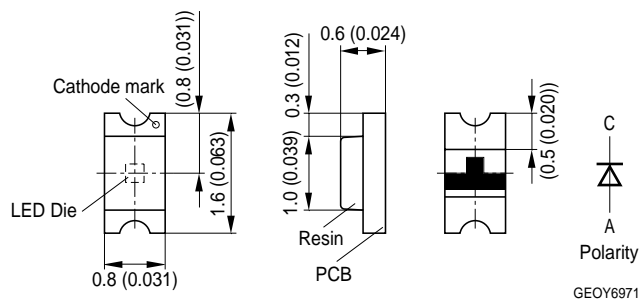 0.6 (0.024)
(0.8 (0.031))
Cathode mark
0.3 (0.012)
1.6 (0.063)
1.0 (0.039)
(0.5 (0.020))
C
LED Die
A
Resin
Polarity
0.8 (0.031)
PCB
GEOY6971